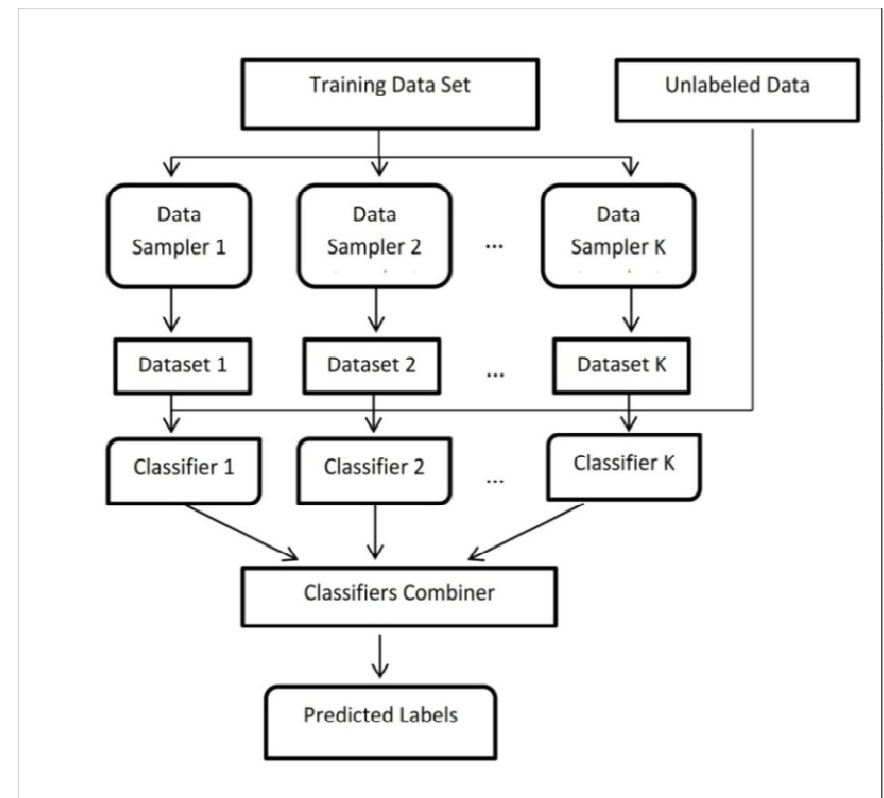 Training Data Set
Unlabeled Data
Data
Sampler 1
Data
Sampler 2
...
Data
Sampler K
Dataset 1
Dataset 2
...
Dataset K
Classifier 1
Classifier 2
...
Classifier K
Classifiers Combiner
Predicted Labels